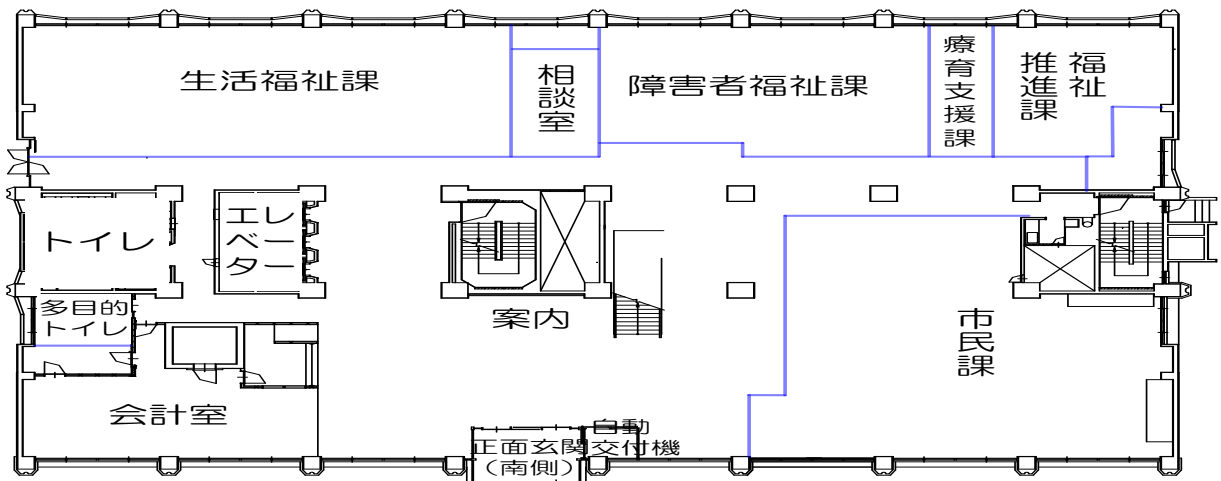 生活福祉課
相談室
障害者福祉課
療育支援課
福祉
推進課
トイレ
エレ
ベー
ター
多目的
トイレ
案内
市民課
会計室
自動
交付機
正面玄関
(南側)